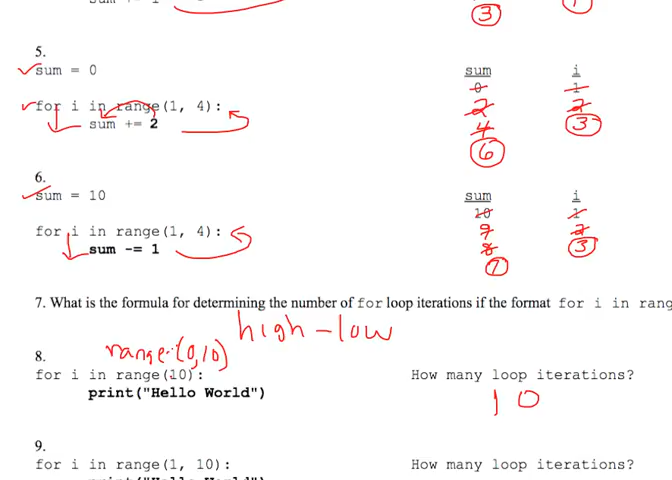 3
5.
sum = 0
sum i
0 1
for i in range(1, 4):
2 2
sum += 2
4 3
6
6.
sum = 10
sum i
10 1
for i in range(1, 4):
9 2
sum -= 1
8 3
7
7. What is the formula for determining the number of for loop iterations if the format for i in rang
high - low
range(0,10)
8.
for i in range(10): How many loop iterations?
print("Hello World") 10
9.
for i in range(1, 10): How many loop iterations?